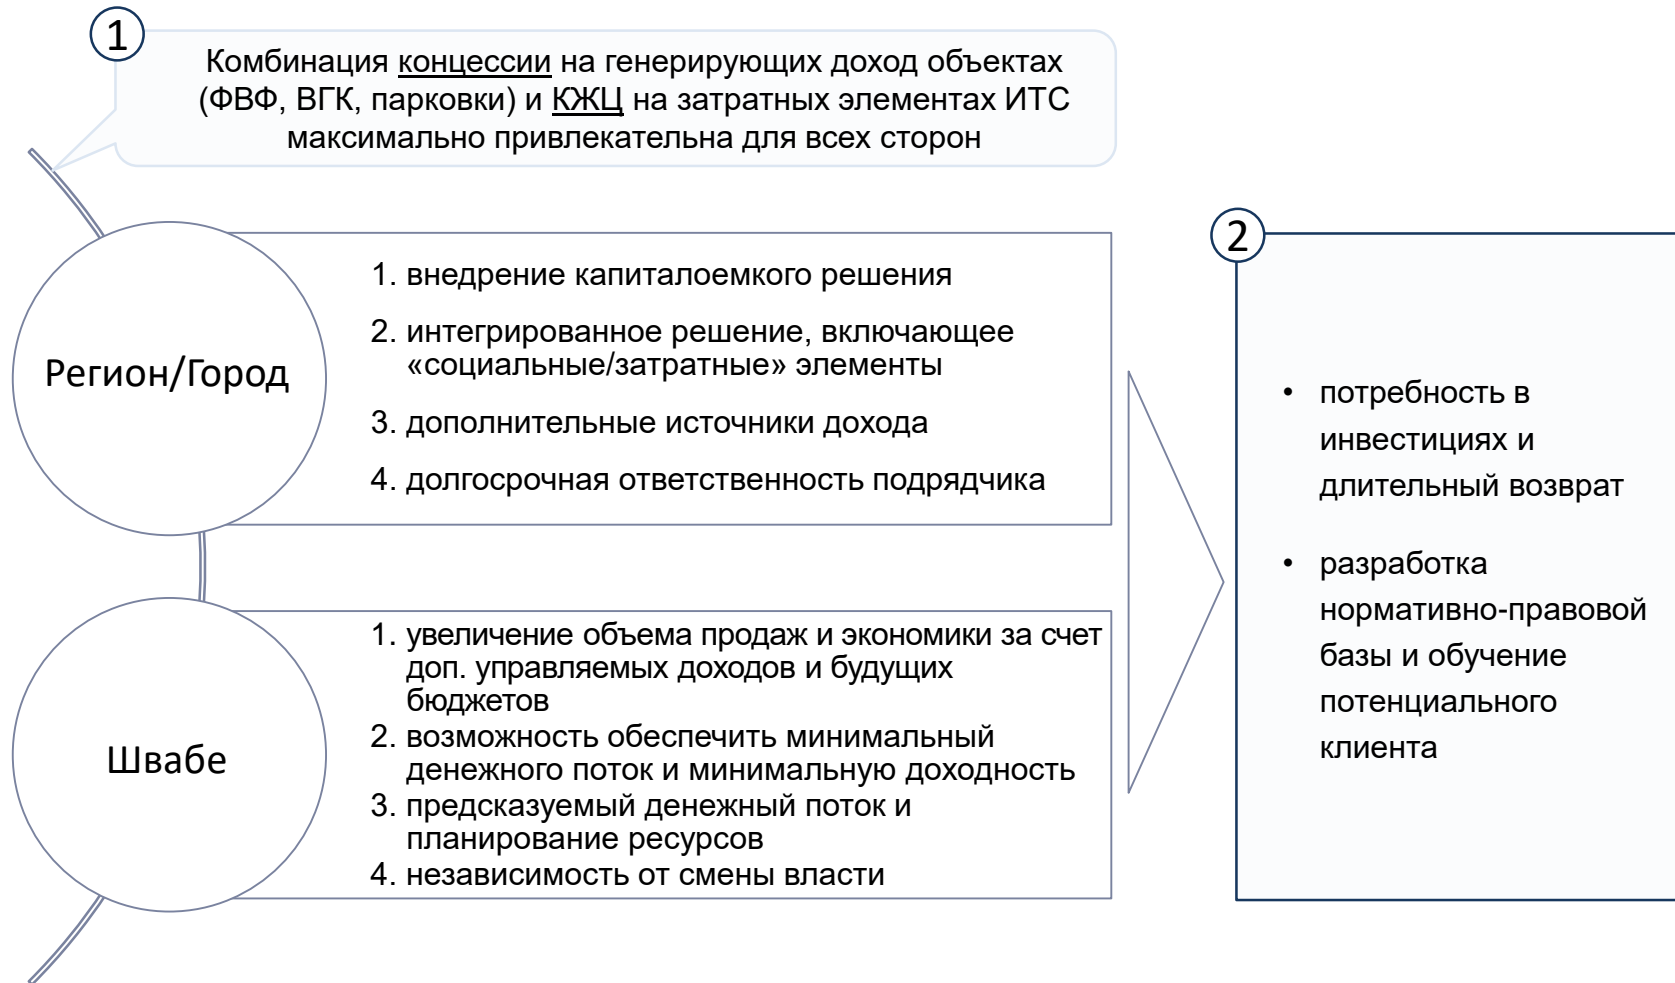 1
Комбинация концессии на генерирующих доход объектах
(ФВФ, ВГК, парковки) и КЖЦ на затратных элементах ИТС
максимально привлекательна для всех сторон
Регион/Город
1. внедрение капиталоемкого решения
2. интегрированное решение, включающее
«социальные/затратные» элементы
3. дополнительные источники дохода
4. долгосрочная ответственность подрядчика
Швабе
1. увеличение объема продаж и экономики за счет
доп. управляемых доходов и будущих
бюджетов
2. возможность обеспечить минимальный
денежного поток и минимальную доходность
3. предсказуемый денежный поток и
планирование ресурсов
4. независимость от смены власти
2
• потребность в
инвестициях и
длительный возврат
• разработка
нормативно-правовой
базы и обучение
потенциального
клиента